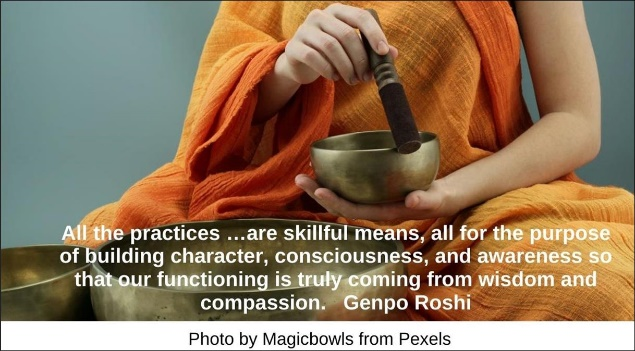 All the practices …are skillful means, all for the purpose
of building character, consciousness, and awareness so
that our functioning is truly coming from wisdom and
compassion.   Genpo Roshi
Photo by Magicbowls from Pexels